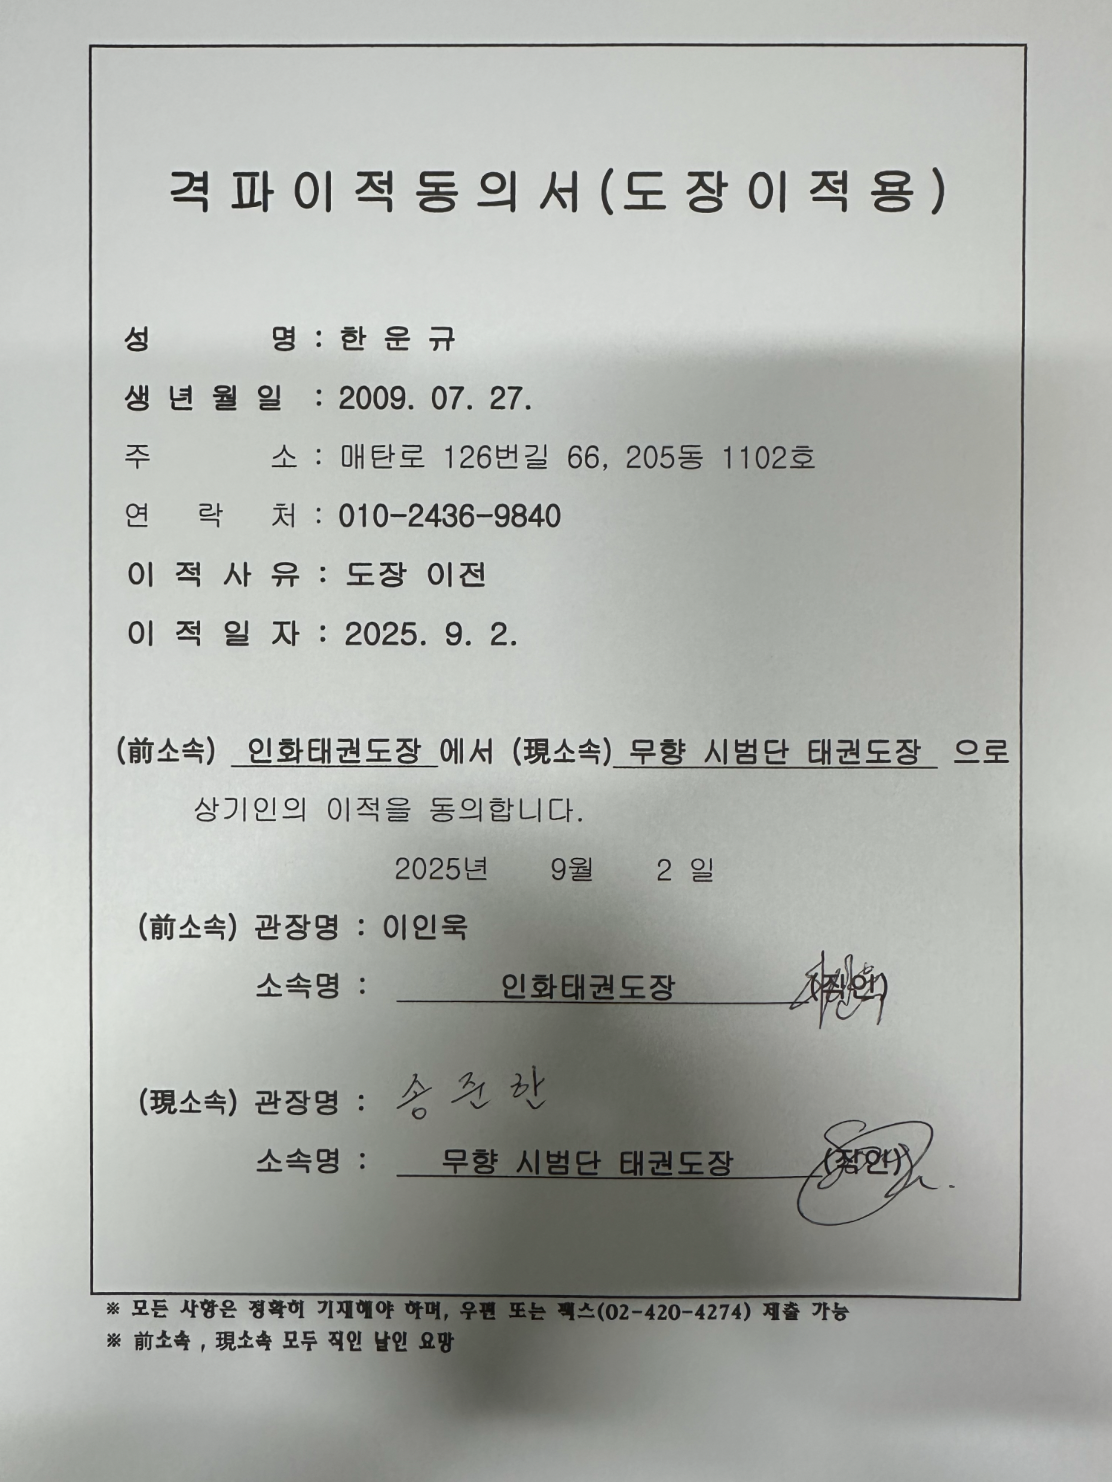 격파이적동의서(도장이적용)
성 명 : 한 운 규
생 년 월 일 : 2009. 07. 27.
주 소 : 매탄로 126번길 66, 205동 1102호
연 락 처 : 010-2436-9840
이 적 사 유 : 도장 이전
이 적 일 자 : 2025. 9. 2.
(前소속) 인화태권도장 에서 (現소속) 무향 시범단 태권도장 으로
상기인의 이적을 동의합니다.
2025년 9월 2 일
(前소속) 관장명 : 이인욱
소속명 : 인화태권도장 (직인)
(現소속) 관장명 : 송준한
소속명 : 무향 시범단 태권도장 (직인)
※ 모든 사항은 정확히 기재해야 하며, 우편 또는 팩스(02-420-4274) 제출 가능
※ 前소속 , 現소속 모두 직인 날인 요망